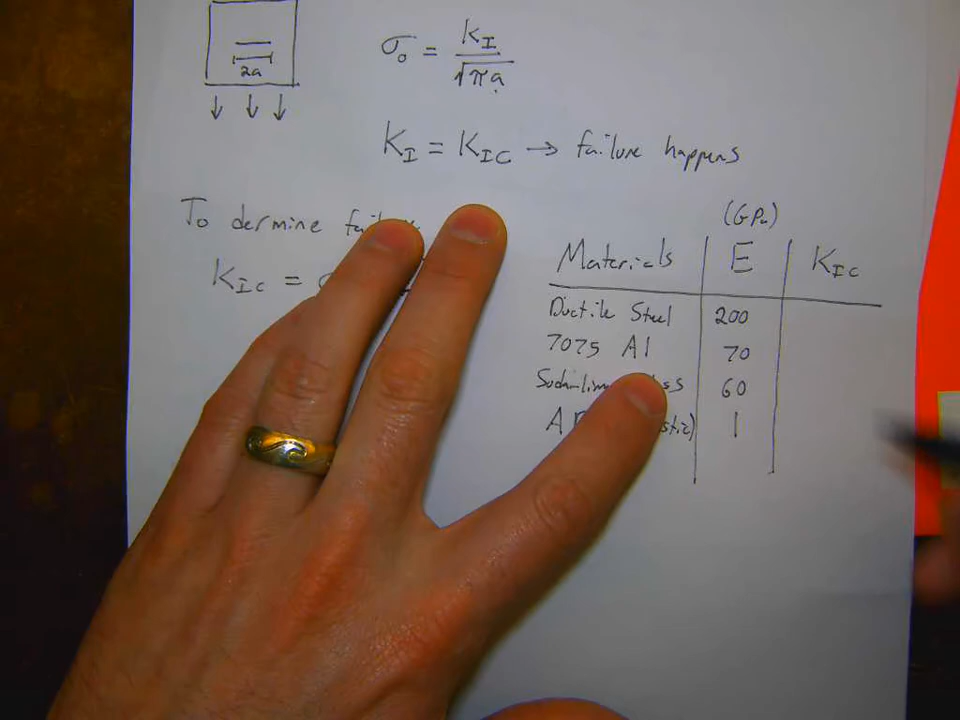 2a
σ₀ = K_I / √πa
K_I = K_IC → failure happens
To dermine
K_Ic =
(GPa)
Materials E K_Ic
Ductile Steel 200
7075 Al 70
60
1